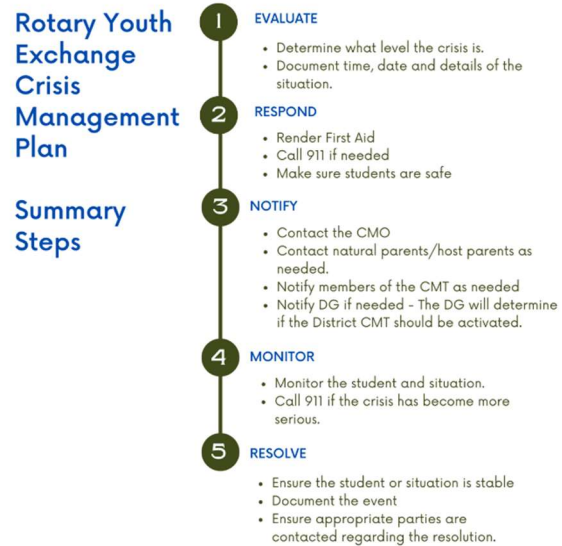 Rotary Youth
Exchange
Crisis
Management
Plan
Summary
Steps
1
EVALUATE
• Determine what level the crisis is.
• Document time, date and details of the
situation.
2
RESPOND
• Render First Aid
• Call 911 if needed
• Make sure students are safe
3
NOTIFY
• Contact the CMO
• Contact natural parents/host parents as
needed.
• Notify members of the CMT as needed
• Notify DG if needed - The DG will determine
if the District CMT should be activated.
4
MONITOR
• Monitor the student and situation.
• Call 911 if the crisis has become more
serious.
5
RESOLVE
• Ensure the student or situation is stable
• Document the event
• Ensure appropriate parties are
contacted regarding the resolution.